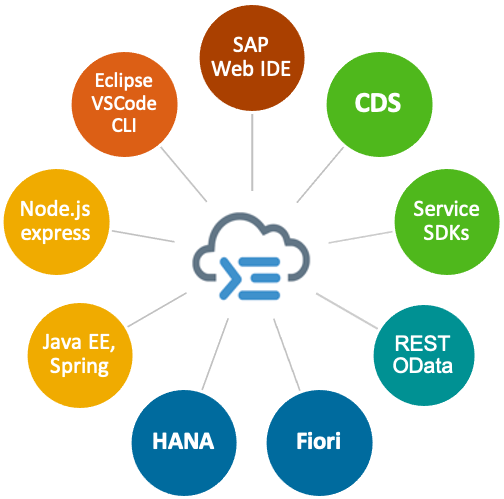 SAP
Web IDE
CDS
Service
SDKs
REST
OData
Fiori
HANA
Java EE,
Spring
Node.js
express
Eclipse
VSCode
CLI